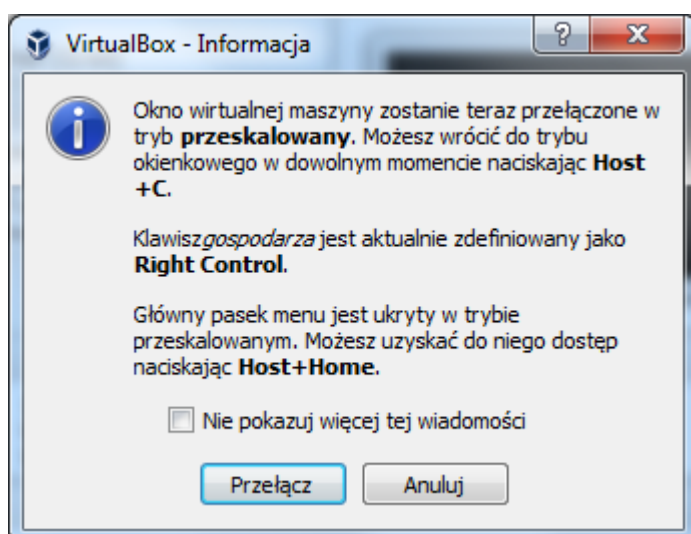 VirtualBox - Informacja
Okno wirtualnej maszyny zostanie teraz przełączone w
tryb przeskalowany. Możesz wrócić do trybu
okienkowego w dowolnym momencie naciskając Host
+C.
Klawiszgospodarza jest aktualnie zdefiniowany jako
Right Control.
Główny pasek menu jest ukryty w trybie
przeskalowanym. Możesz uzyskać do niego dostęp
naciskając Host+Home.
Nie pokazuj więcej tej wiadomości
Przełącz Anuluj